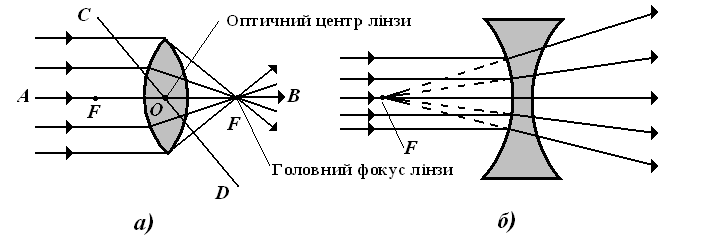 C
Оптичний центр лінзи
A
F
O
F
B
F
Головний фокус лінзи
D
а)
б)